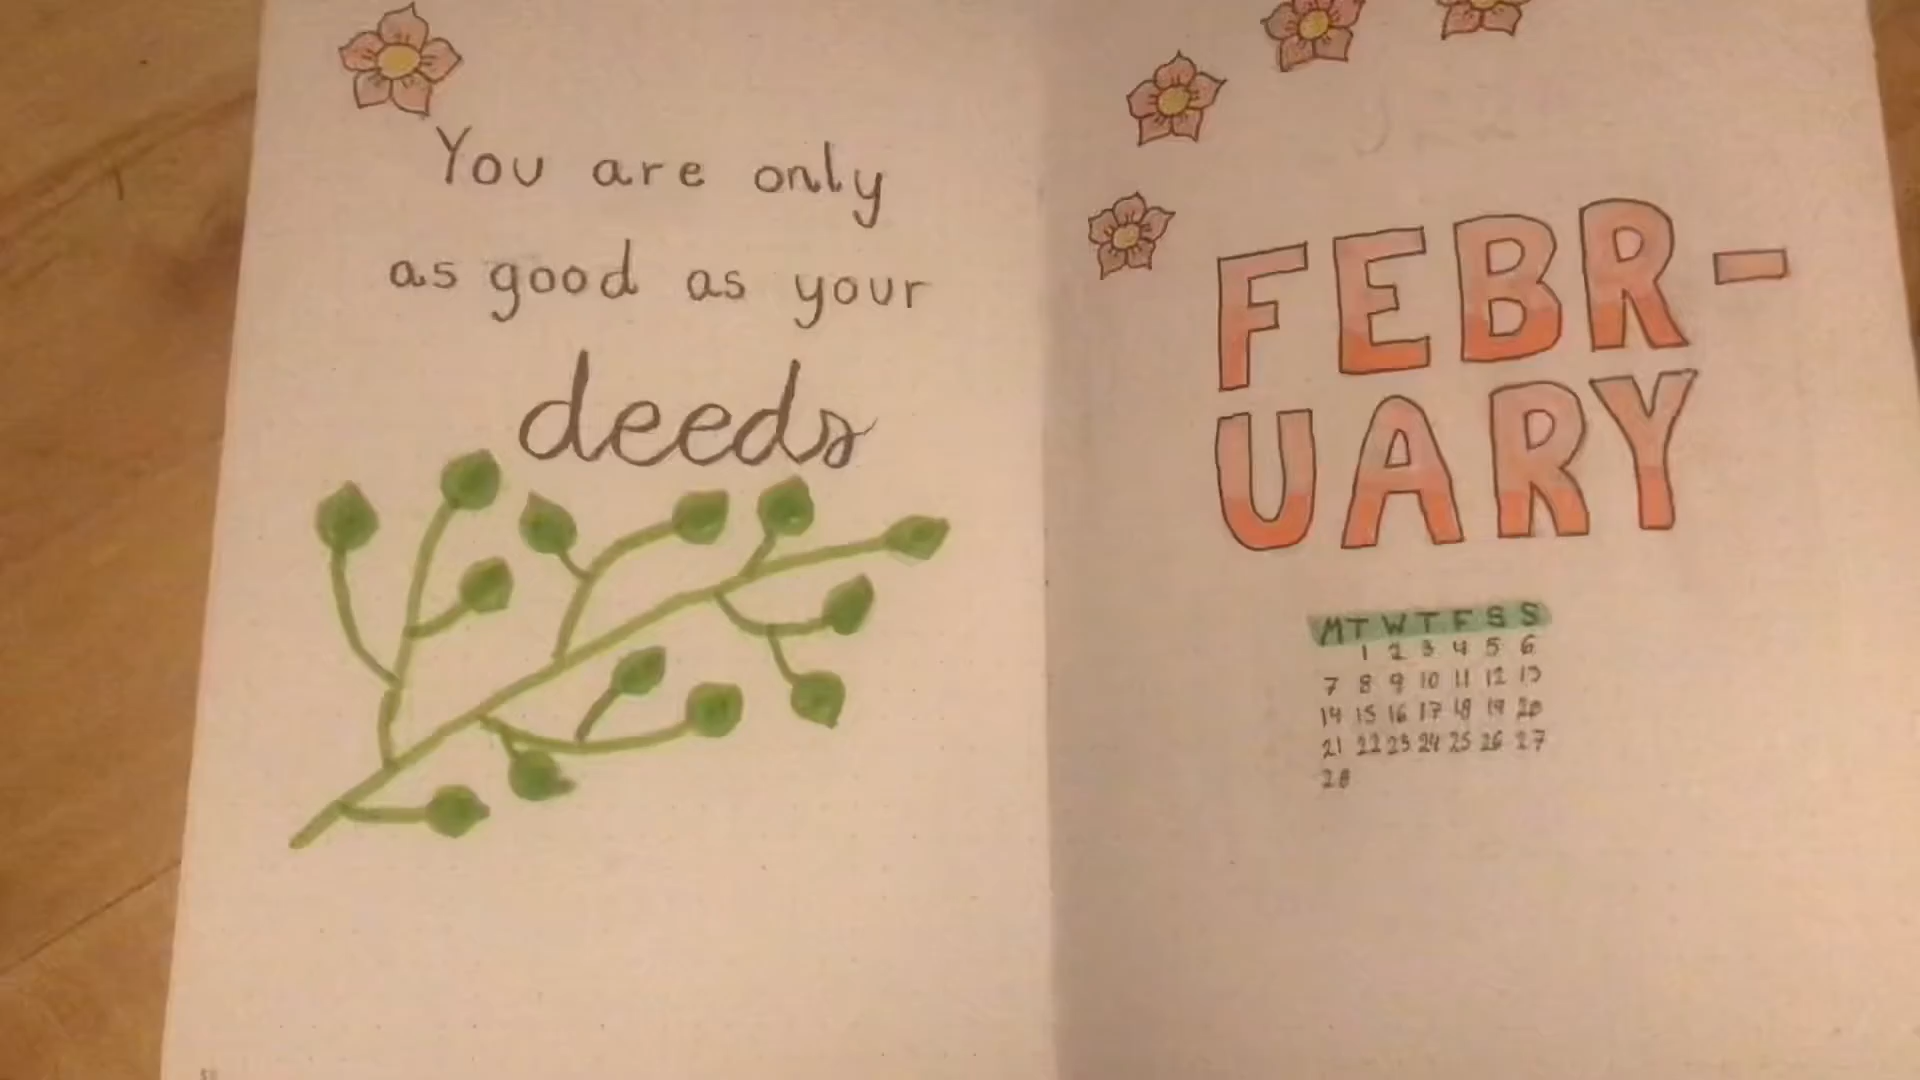 You are only
as good as your
deeds
FEBR-
UARY
M T W T F S S
1 2 3 4 5 6
7 8 9 10 11 12 13
14 15 16 17 18 19 20
21 22 23 24 25 26 27
28